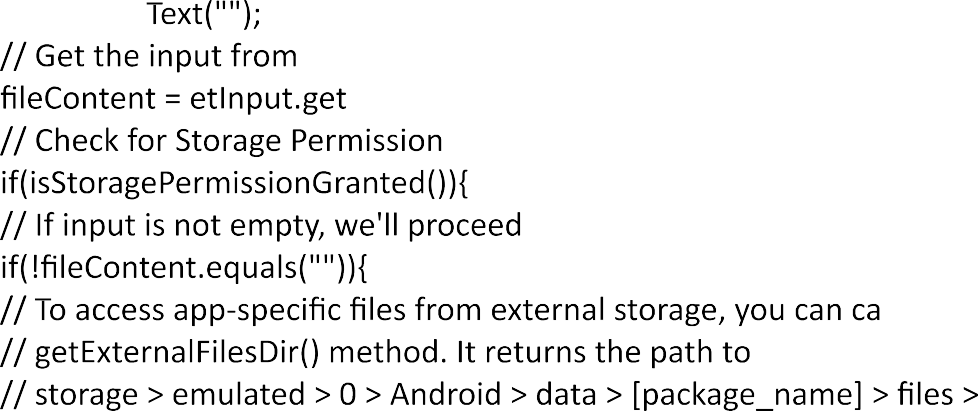 Text("");
// Get the input from
fileContent = etInput.get
// Check for Storage Permission
if(isStoragePermissionGranted()){
// If input is not empty, we'll proceed
if(!fileContent.equals("")){
// To access app-specific files from external storage, you can ca
// getExternalFilesDir() method. It returns the path to
// storage > emulated > 0 > Android > data > [package_name] > files >